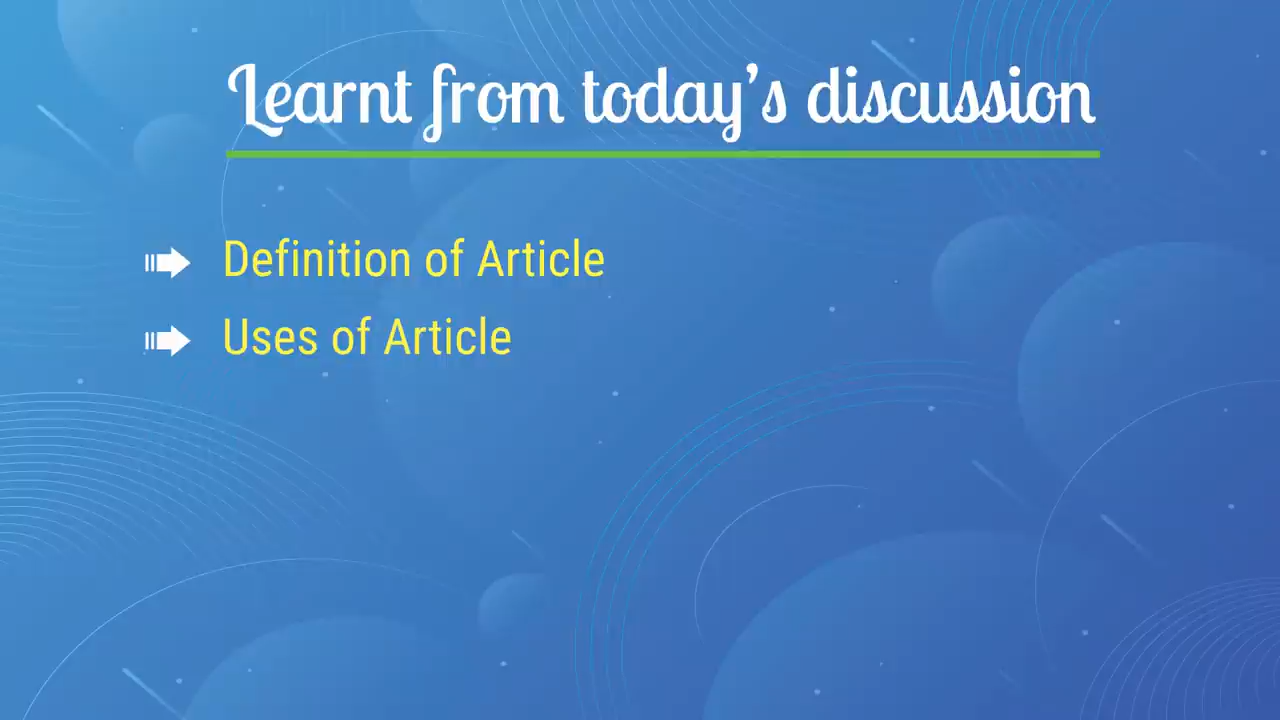 Learnt from today’s discussion
Definition of Article
Uses of Article